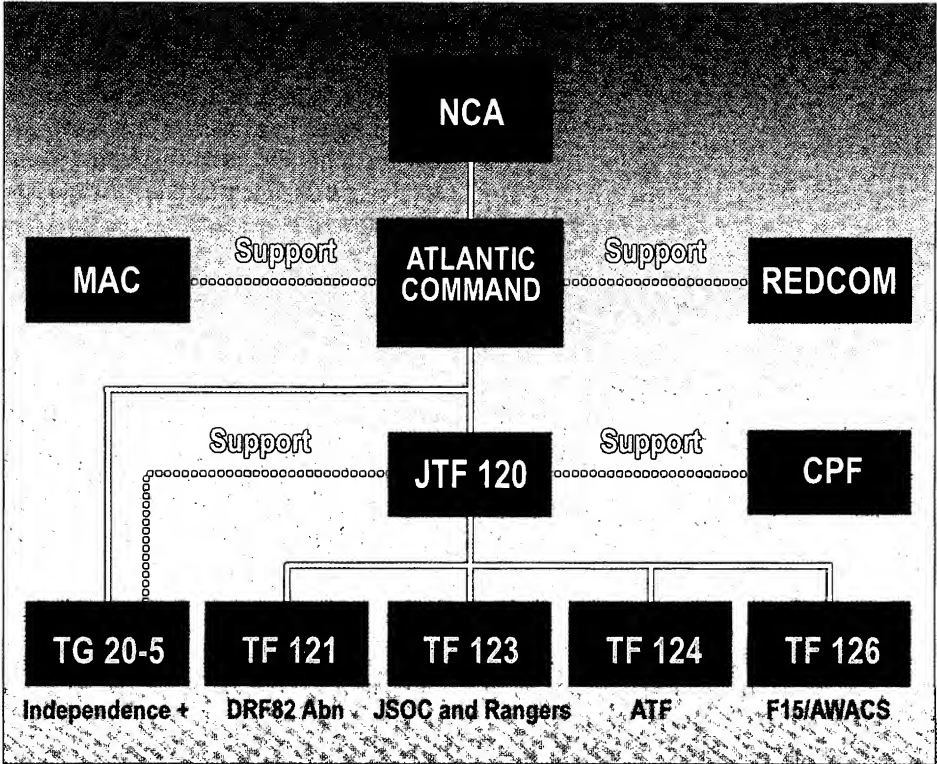 NCA
MAC
Support
ATLANTIC
COMMAND
Support
REDCOM
Support
JTF 120
Support
CPF
TG 20-5
TF 121
TF 123
TF 124
TF 126
Independence +
DRF82 Abn
JSOC and Rangers
ATF
F15/AWACS